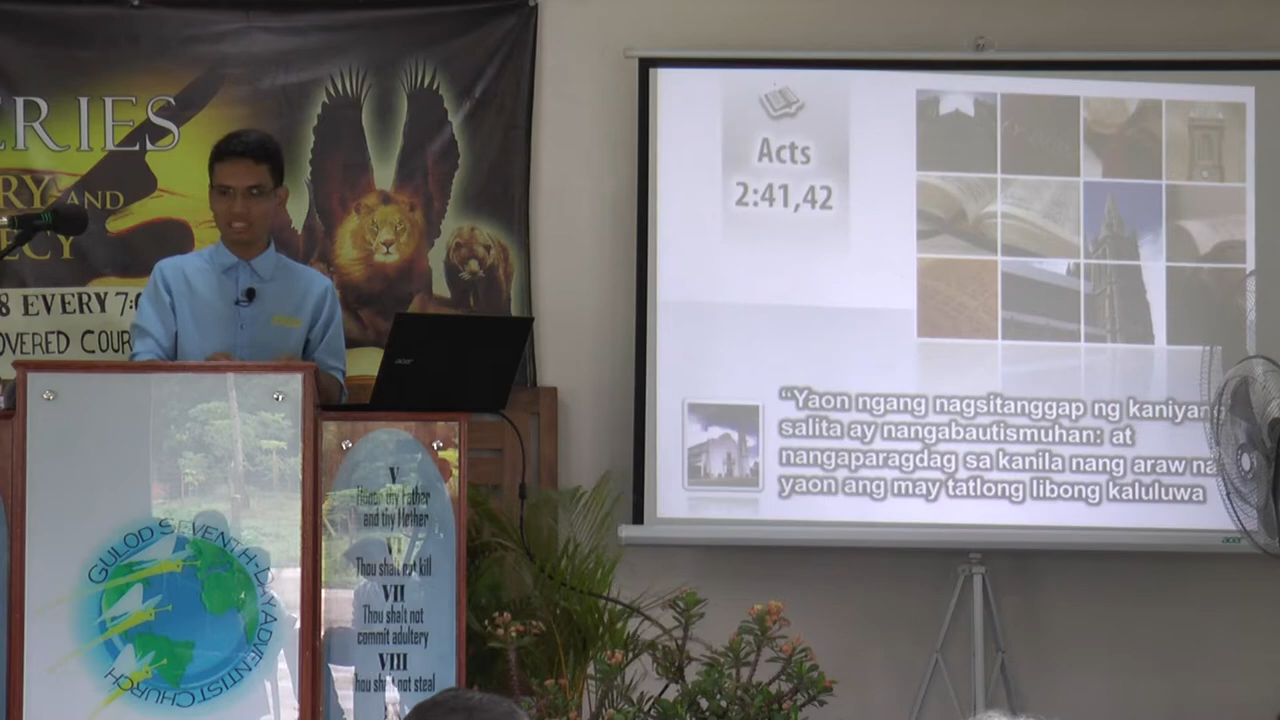 ERIES
RY AND
ECY
8 EVERY 7:
OVERED COUR
acer
Acts
2:41,42
“Yaon ngang nagsitanggap ng kaniyang
salita ay nangabautismuhan: at
nangaparagdag sa kanila nang araw na
yaon ang may tatlong libong kaluluwa
acer
GULOD SEVENTH-DAY ADVENTIST CHURCH
V
Honor thy Father
and thy Mother
VI
Thou shalt not kill
VII
Thou shalt not
commit adultery
VIII
Thou shalt not steal